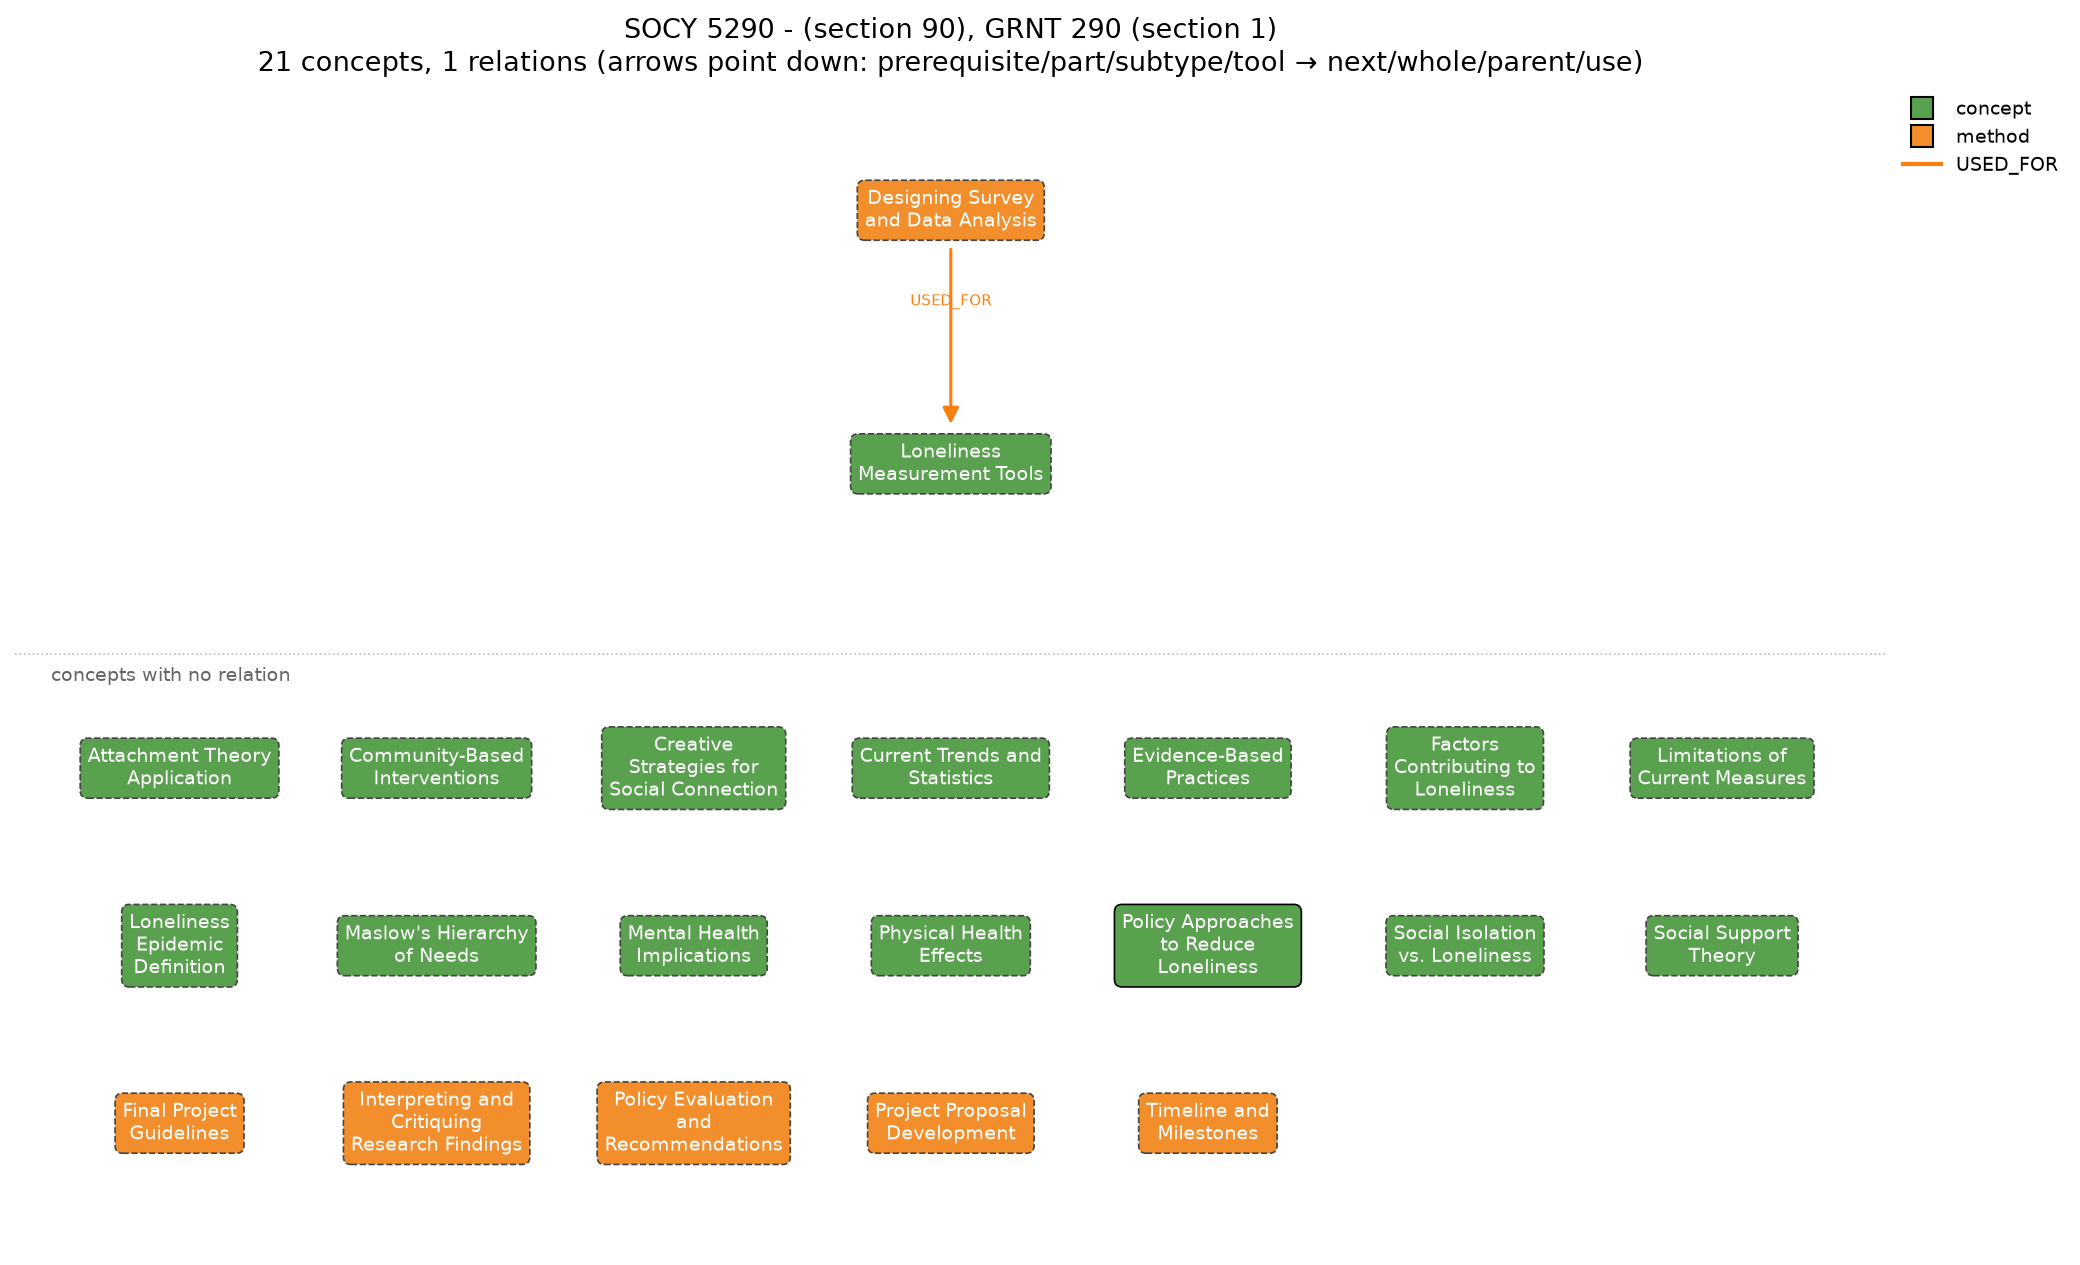 SOCY 5290 - (section 90), GRNT 290 (section 1)
21 concepts, 1 relations (arrows point down: prerequisite/part/subtype/tool → next/whole/parent/use)
concept
method
USED_FOR
Designing Survey
and Data Analysis
USED_FOR
Loneliness
Measurement Tools
concepts with no relation
Attachment Theory
Application
Community-Based
Interventions
Creative
Strategies for
Social Connection
Current Trends and
Statistics
Evidence-Based
Practices
Factors
Contributing to
Loneliness
Limitations of
Current Measures
Loneliness
Epidemic
Definition
Maslow's Hierarchy
of Needs
Mental Health
Implications
Physical Health
Effects
Policy Approaches
to Reduce
Loneliness
Social Isolation
vs. Loneliness
Social Support
Theory
Final Project
Guidelines
Interpreting and
Critiquing
Research Findings
Policy Evaluation
and
Recommendations
Project Proposal
Development
Timeline and
Milestones